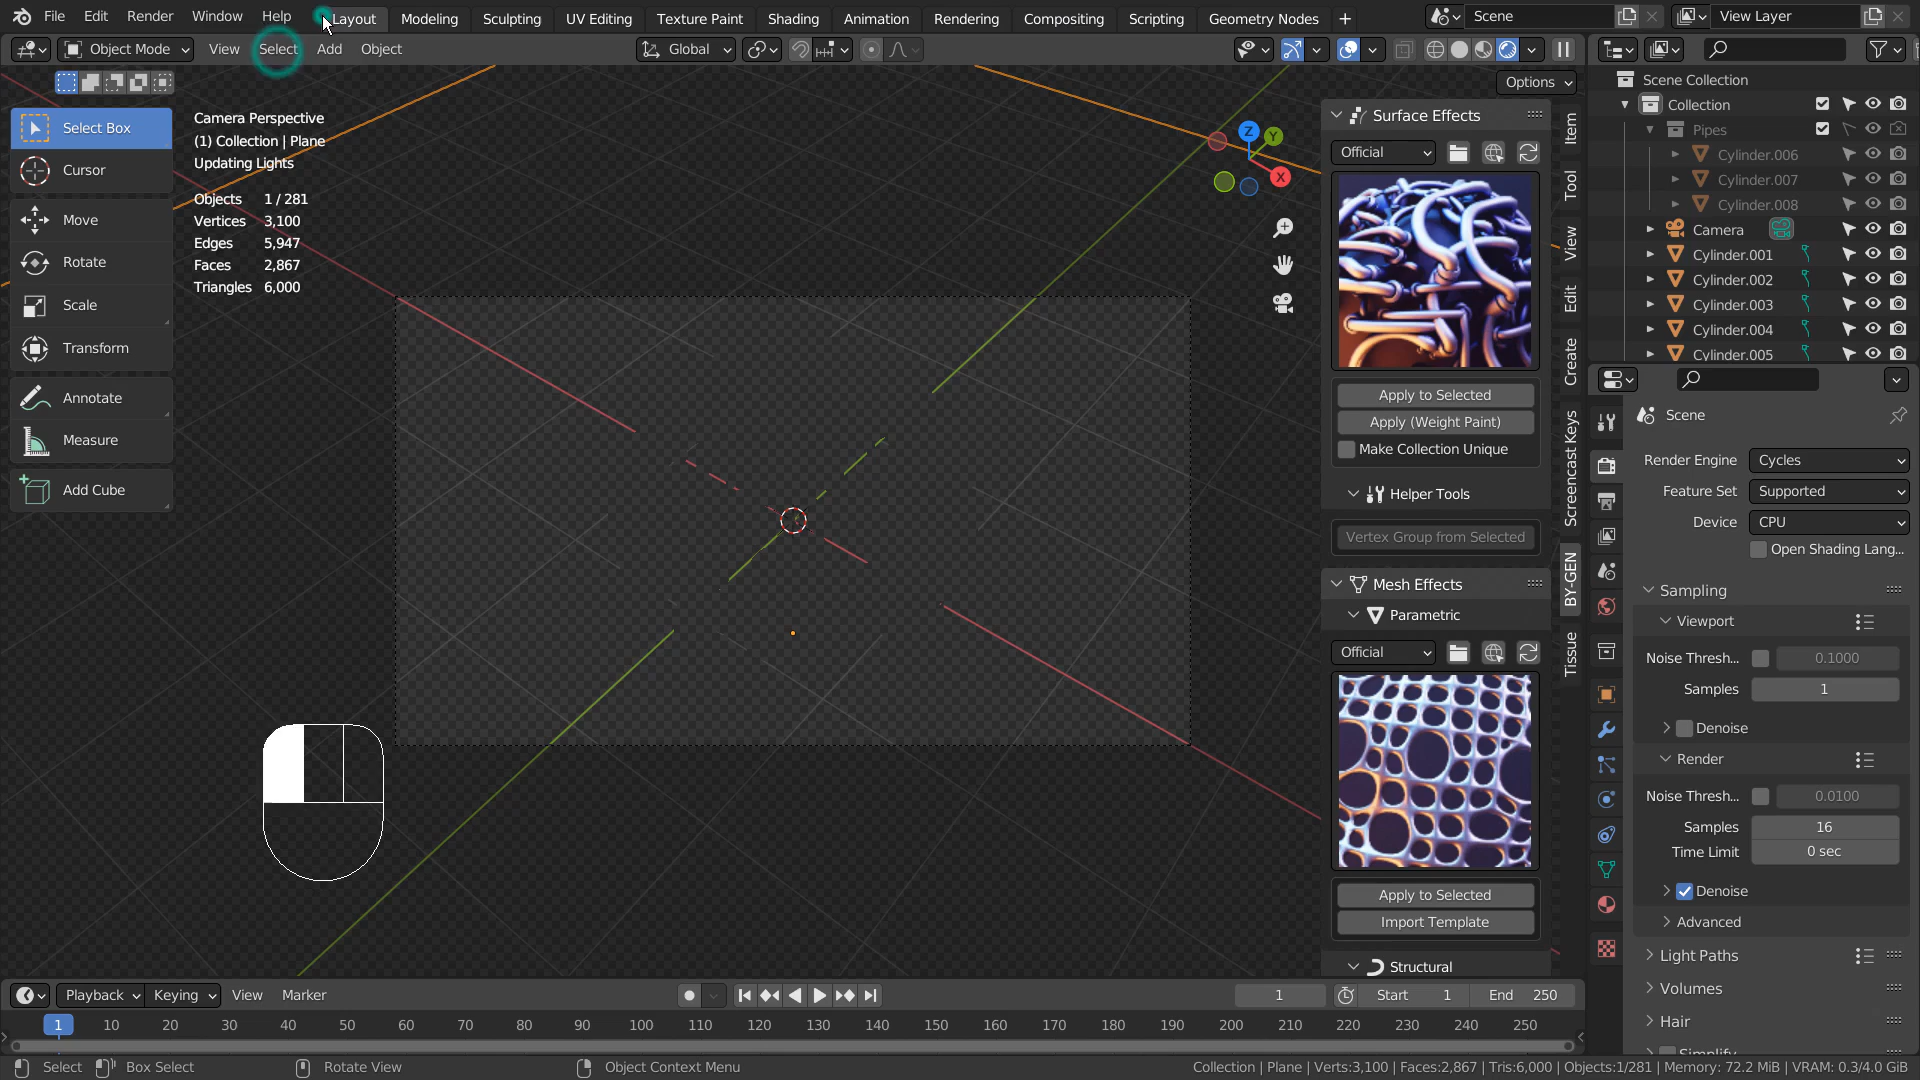 File Edit Render Window Help Layout Modeling Sculpting UV Editing Texture Paint Shading Animation Rendering Compositing Scripting Geometry Nodes + Scene View Layer
Object Mode View Select Add Object Global
Options
Select Box
Cursor
Move
Rotate
Scale
Transform
Annotate
Measure
Add Cube
Camera Perspective
(1) Collection | Plane
Updating Lights
Objects 1 / 281
Vertices 3,100
Edges 5,947
Faces 2,867
Triangles 6,000
Z
Y
X
Surface Effects
Official
Apply to Selected
Apply (Weight Paint)
Make Collection Unique
Helper Tools
Vertex Group from Selected
Mesh Effects
Parametric
Official
Apply to Selected
Import Template
Structural
Item
Tool
View
Edit
Create
Screencast Keys
BY-GEN
Tissue
Scene Collection
Collection
Pipes
Cylinder.006
Cylinder.007
Cylinder.008
Camera
Cylinder.001
Cylinder.002
Cylinder.003
Cylinder.004
Cylinder.005
Scene
Render Engine Cycles
Feature Set Supported
Device CPU
Open Shading Lang...
Sampling
Viewport
Noise Thresh... 0.1000
Samples 1
Denoise
Render
Noise Thresh... 0.0100
Samples 16
Time Limit 0 sec
Denoise
Advanced
Light Paths
Volumes
Hair
Simplify
Playback Keying View Marker 1 Start 1 End 250
1 10 20 30 40 50 60 70 80 90 100 110 120 130 140 150 160 170 180 190 200 210 220 230 240 250
Select Box Select Rotate View Object Context Menu Collection | Plane | Verts:3,100 | Faces:2,867 | Tris:6,000 | Objects:1/281 | Memory: 72.2 MiB | VRAM: 0.3/4.0 GiB